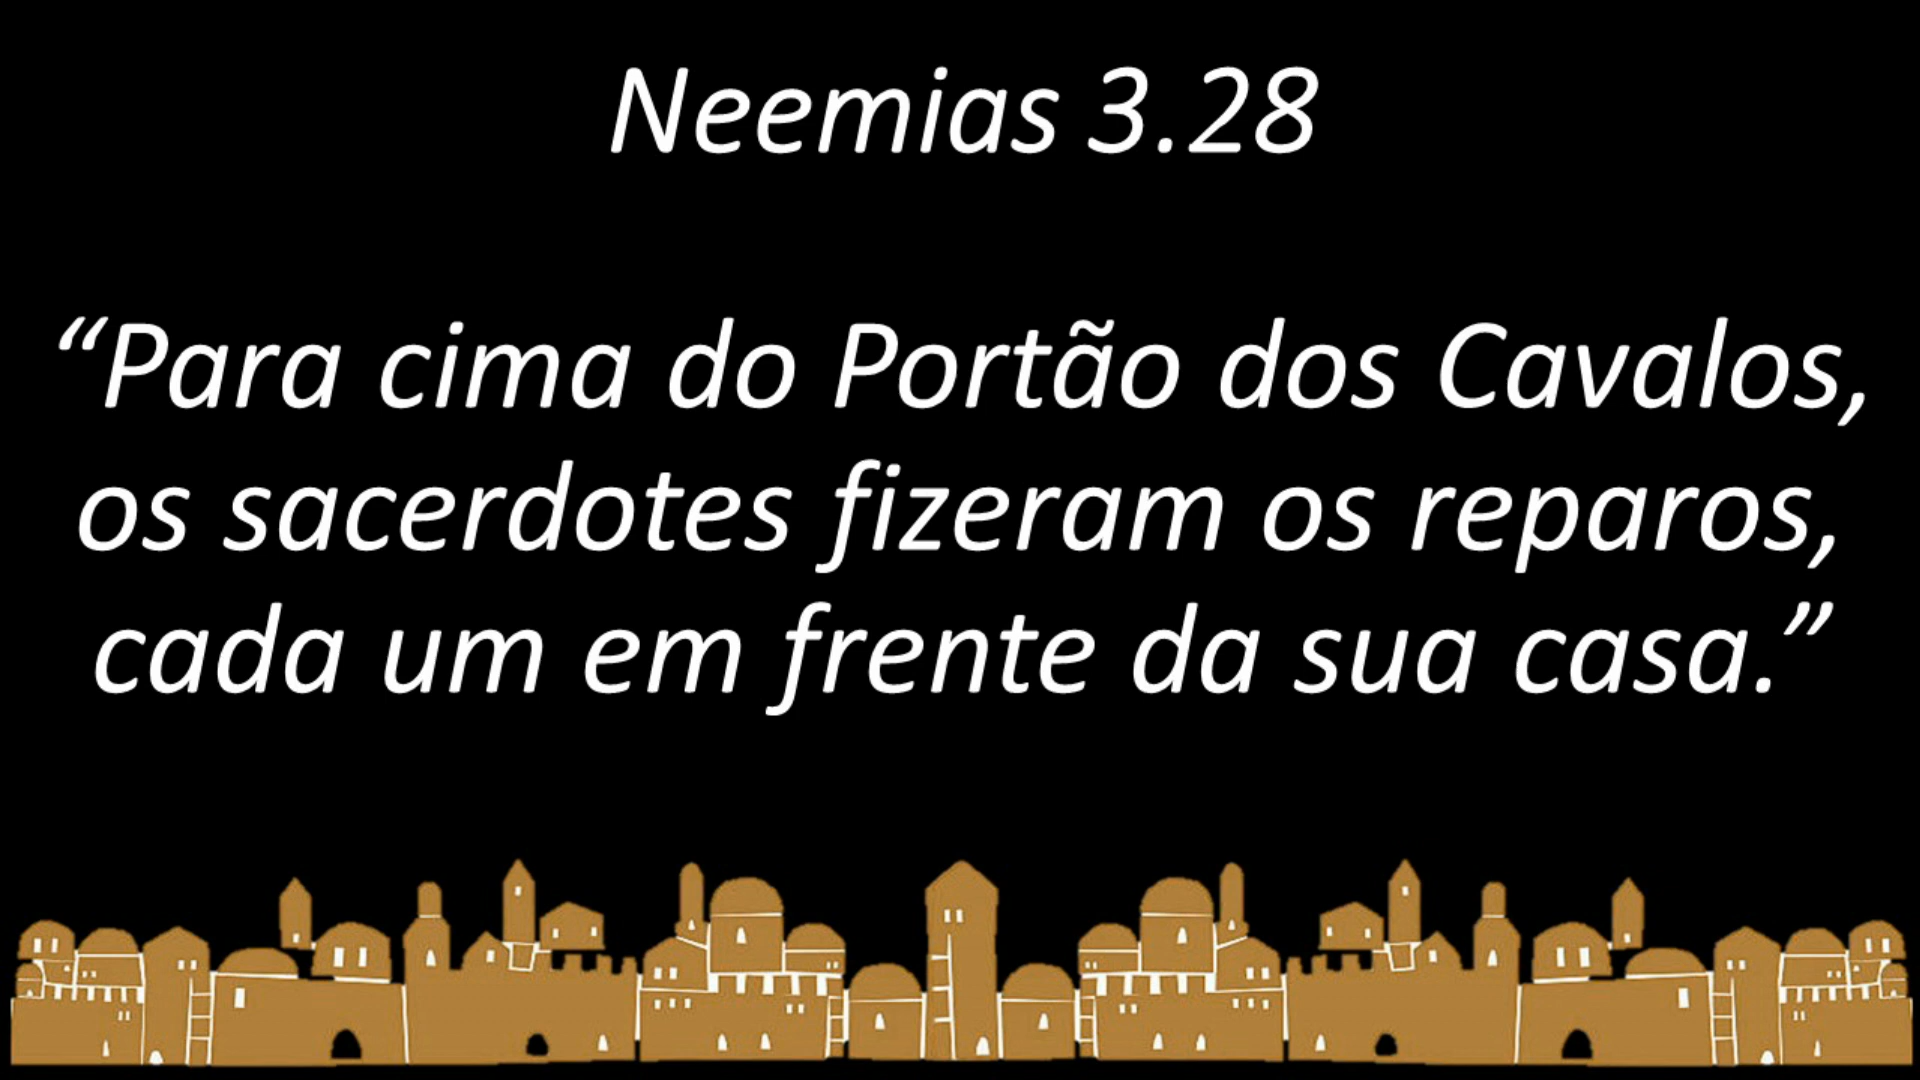 Neemias 3.28
“Para cima do Portão dos Cavalos,
os sacerdotes fizeram os reparos,
cada um em frente da sua casa.”